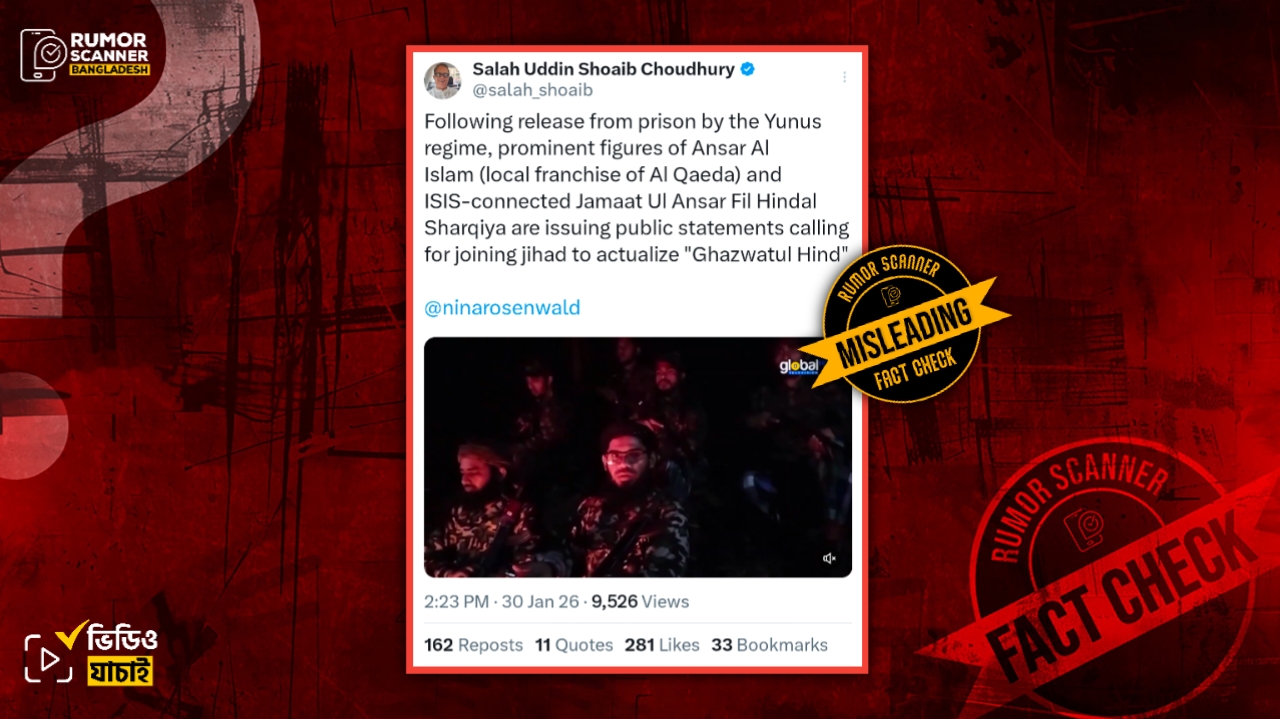 RUMOR
SCANNER
BANGLADESH
Salah Uddin Shoaib Choudhury
@salah_shoaib
Following release from prison by the Yunus
regime, prominent figures of Ansar Al
Islam (local franchise of Al Qaeda) and
ISIS-connected Jamaat Ul Ansar Fil Hindal
Sharqiya are issuing public statements calling
for joining jihad to actualize "Ghazwatul Hind"
@ninarosenwald
global
2:23 PM · 30 Jan 26 · 9,526 Views
162 Reposts 11 Quotes 281 Likes 33 Bookmarks
RUMOR SCANNER
MISLEADING
FACT CHECK
RUMOR SCANNER
FACT CHECK
ভিডিও
যাচাই